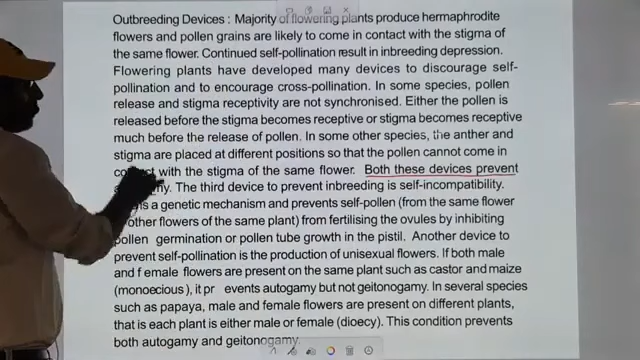 Outbreeding Devices : Majority of flowering plants produce hermaphrodite
flowers and pollen grains are likely to come in contact with the stigma of
the same flower. Continued self-pollination result in inbreeding depression.
Flowering plants have developed many devices to discourage self-
pollination and to encourage cross-pollination. In some species, pollen
release and stigma receptivity are not synchronised. Either the pollen is
released before the stigma becomes receptive or stigma becomes receptive
much before the release of pollen. In some other species, the anther and
stigma are placed at different positions so that the pollen cannot come in
with the stigma of the same flower. Both these devices prevent
The third device to prevent inbreeding is self-incompatibility.
is a genetic mechanism and prevents self-pollen (from the same flower
other flowers of the same plant) from fertilising the ovules by inhibiting
pollen germination or pollen tube growth in the pistil. Another device to
prevent self-pollination is the production of unisexual flowers. If both male
and f emale flowers are present on the same plant such as castor and maize
(monoecious), it pr events autogamy but not geitonogamy. In several species
such as papaya, male and female flowers are present on different plants,
that is each plant is either male or female (dioecy). This condition prevents
both autogamy and geitonogamy.